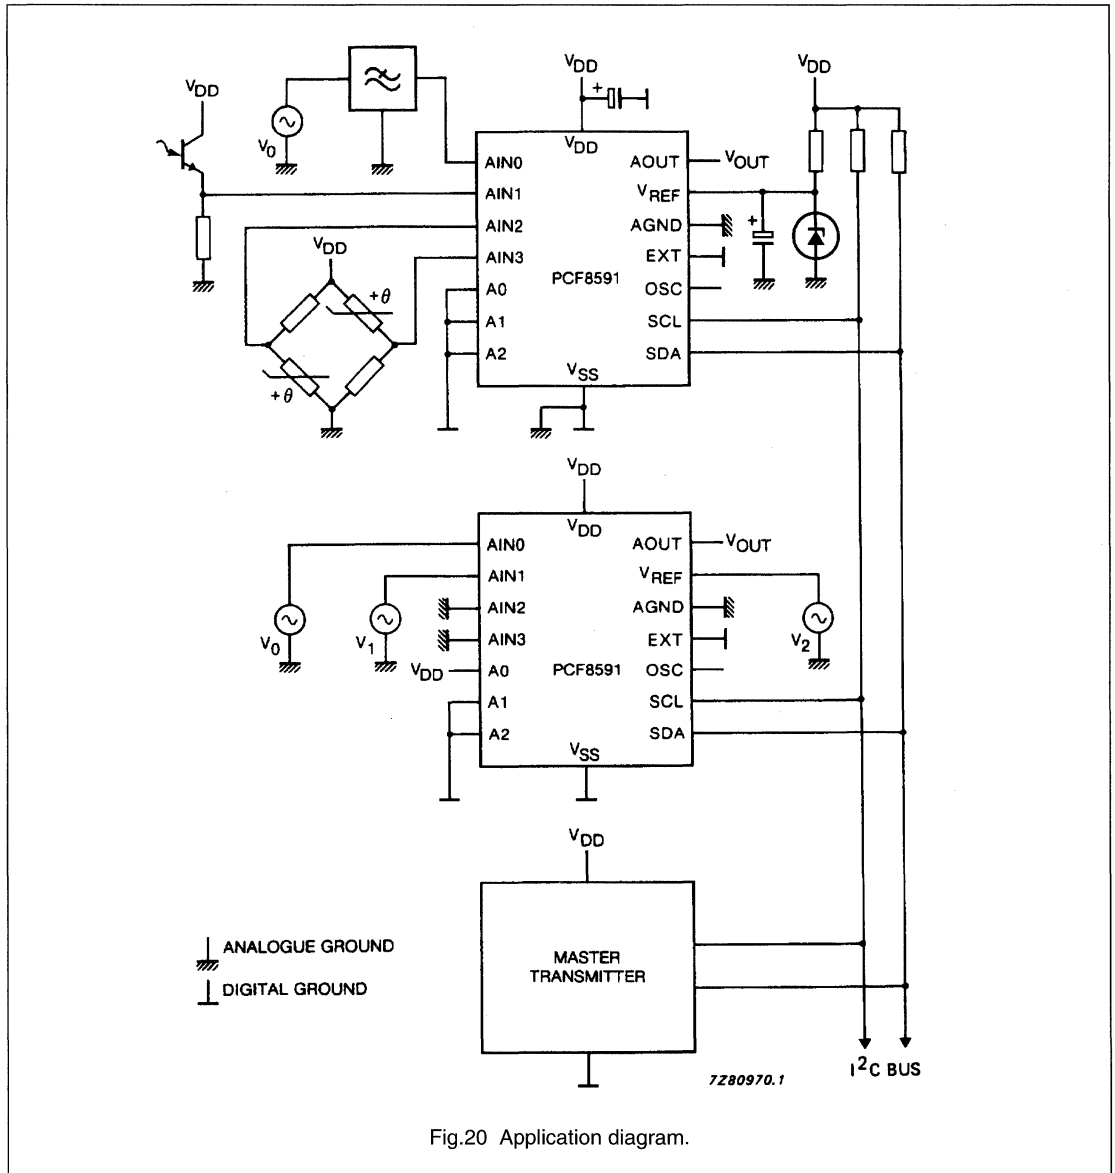 VDD
VDD
VDD
V0
VDD
AIN0
AIN1
AIN2
AIN3
A0
A1
A2
PCF8591
AOUT
VREF
AGND
EXT
OSC
SCL
SDA
VSS
VOUT
+
+
VDD
+θ
+θ
VDD
VDD
AIN0
AIN1
AIN2
AIN3
A0
A1
A2
PCF8591
AOUT
VREF
AGND
EXT
OSC
SCL
SDA
VSS
VOUT
V0
V1
VDD
V2
VDD
MASTER
TRANSMITTER
ANALOGUE GROUND
DIGITAL GROUND
I²C BUS
7Z80970.1
Fig.20 Application diagram.